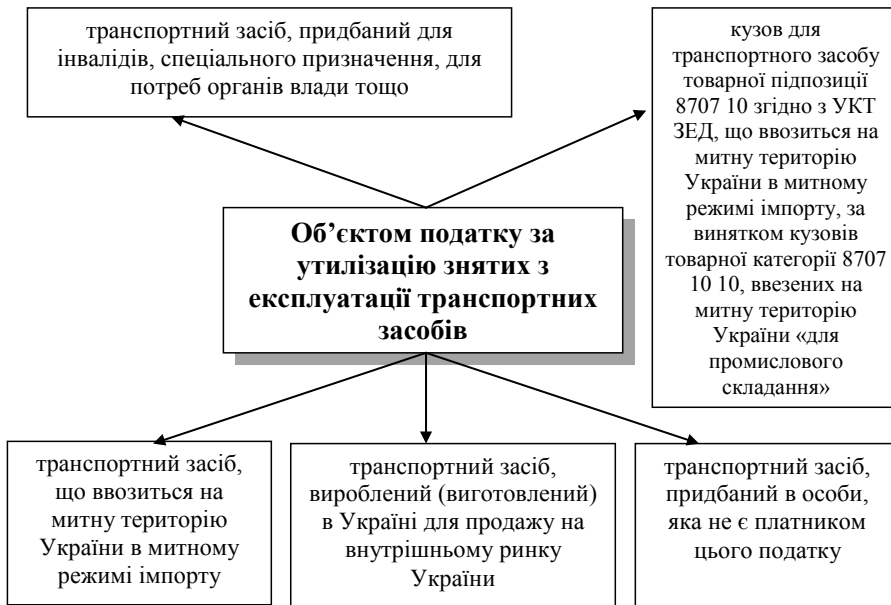 транспортний засіб, придбаний для
інвалідів, спеціального призначення, для
потреб органів влади тощо
кузов для
транспортного засобу
товарної підпозиції
8707 10 згідно з УКТ
ЗЕД, що ввозиться на
митну територію
України в митному
режимі імпорту, за
винятком кузовів
товарної категорії 8707
10 10, ввезених на
митну територію
України «для
промислового
складання»
Об’єктом податку за
утилізацію знятих з
експлуатації транспортних
засобів
транспортний засіб,
що ввозиться на
митну територію
України в митному
режимі імпорту
транспортний засіб,
вироблений (виготовлений)
в Україні для продажу на
внутрішньому ринку
України
транспортний засіб,
придбаний в особи,
яка не є платником
цього податку